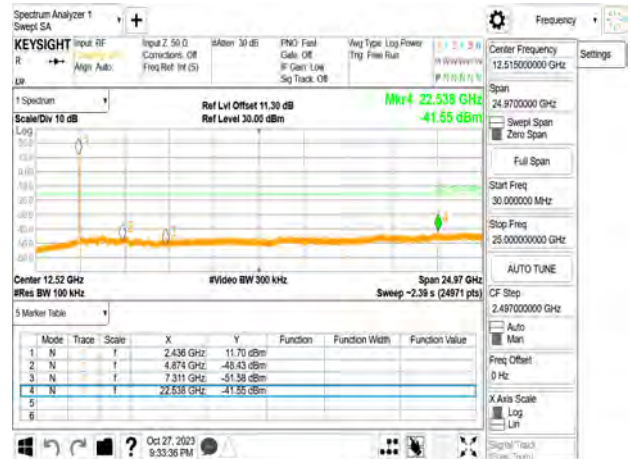 Spectrum Analyzer 1
Swept SA
Frequency
Settings
KEYSIGHT
Input: RF
Input Z: 50 Ω
#Atten: 30 dB
PNO: Fast
Avg Type: Log-Power
R
Corrections: Off
Gate: Off
Trig: Free Run
Align: Auto
Freq Ref: Int (S)
IF Gain: Low
Sig Track: Off
P N N N N N
1 Spectrum
Ref Lvl Offset 11.30 dB
Mkr4 22.538 GHz
Scale/Div 10 dB
Ref Level 30.00 dBm
-41.55 dBm
Log
Center 12.52 GHz
#Video BW 300 kHz
Span 24.97 GHz
#Res BW 100 kHz
Sweep ~2.39 s (24971 pts)
5 Marker Table
Mode Trace Scale X Y Function Function Width Function Value
1 N f 2.436 GHz 11.70 dBm
2 N f 4.874 GHz -48.43 dBm
3 N f 7.311 GHz -51.58 dBm
4 N f 22.538 GHz -41.55 dBm
5
6
Oct 27, 2023
9:33:36 PM
Center Frequency
12.515000000 GHz
Span
24.9700000 GHz
Swept Span
Zero Span
Full Span
Start Freq
30.000000 MHz
Stop Freq
25.000000000 GHz
AUTO TUNE
CF Step
2.497000000 GHz
Auto
Man
Freq Offset
0 Hz
X Axis Scale
Log
Lin
Signal Track